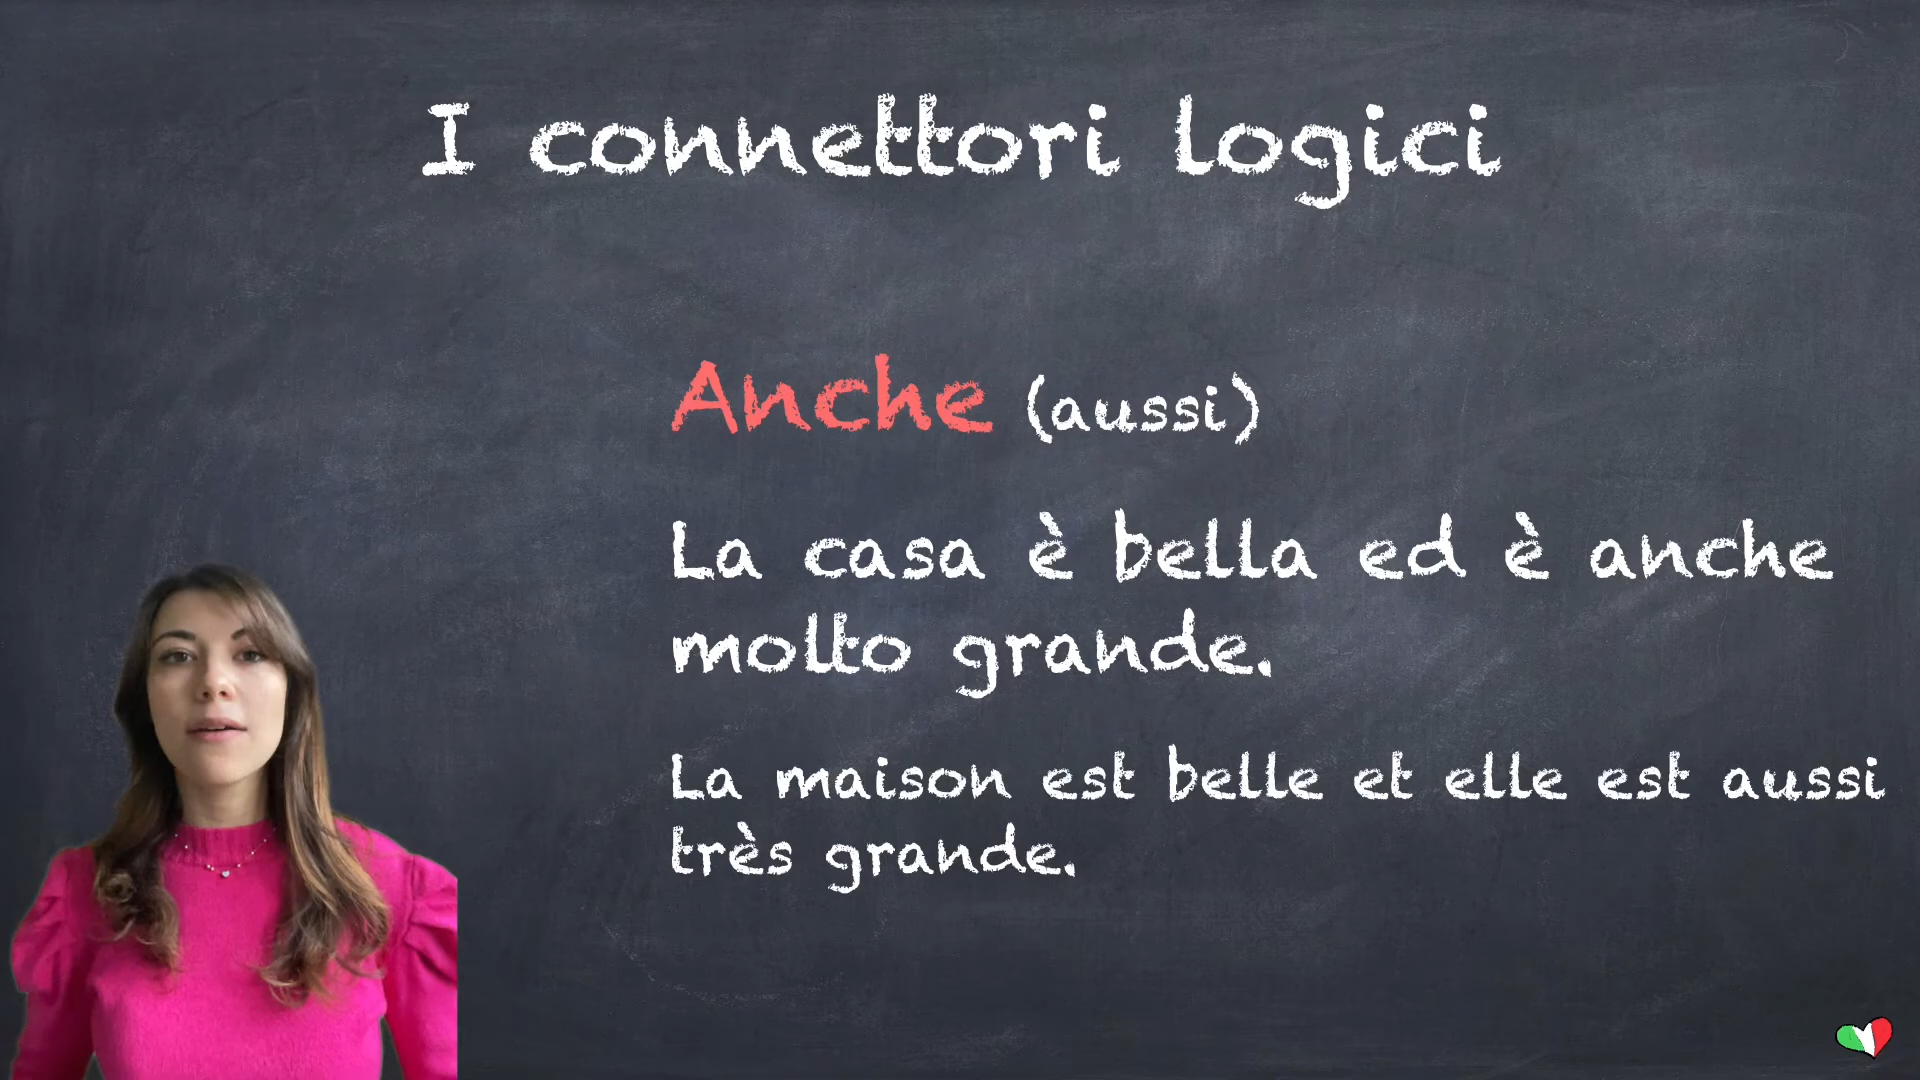 I connettori logici
Anche (aussi)
La casa è bella ed è anche
molto grande.
La maison est belle et elle est aussi
très grande.